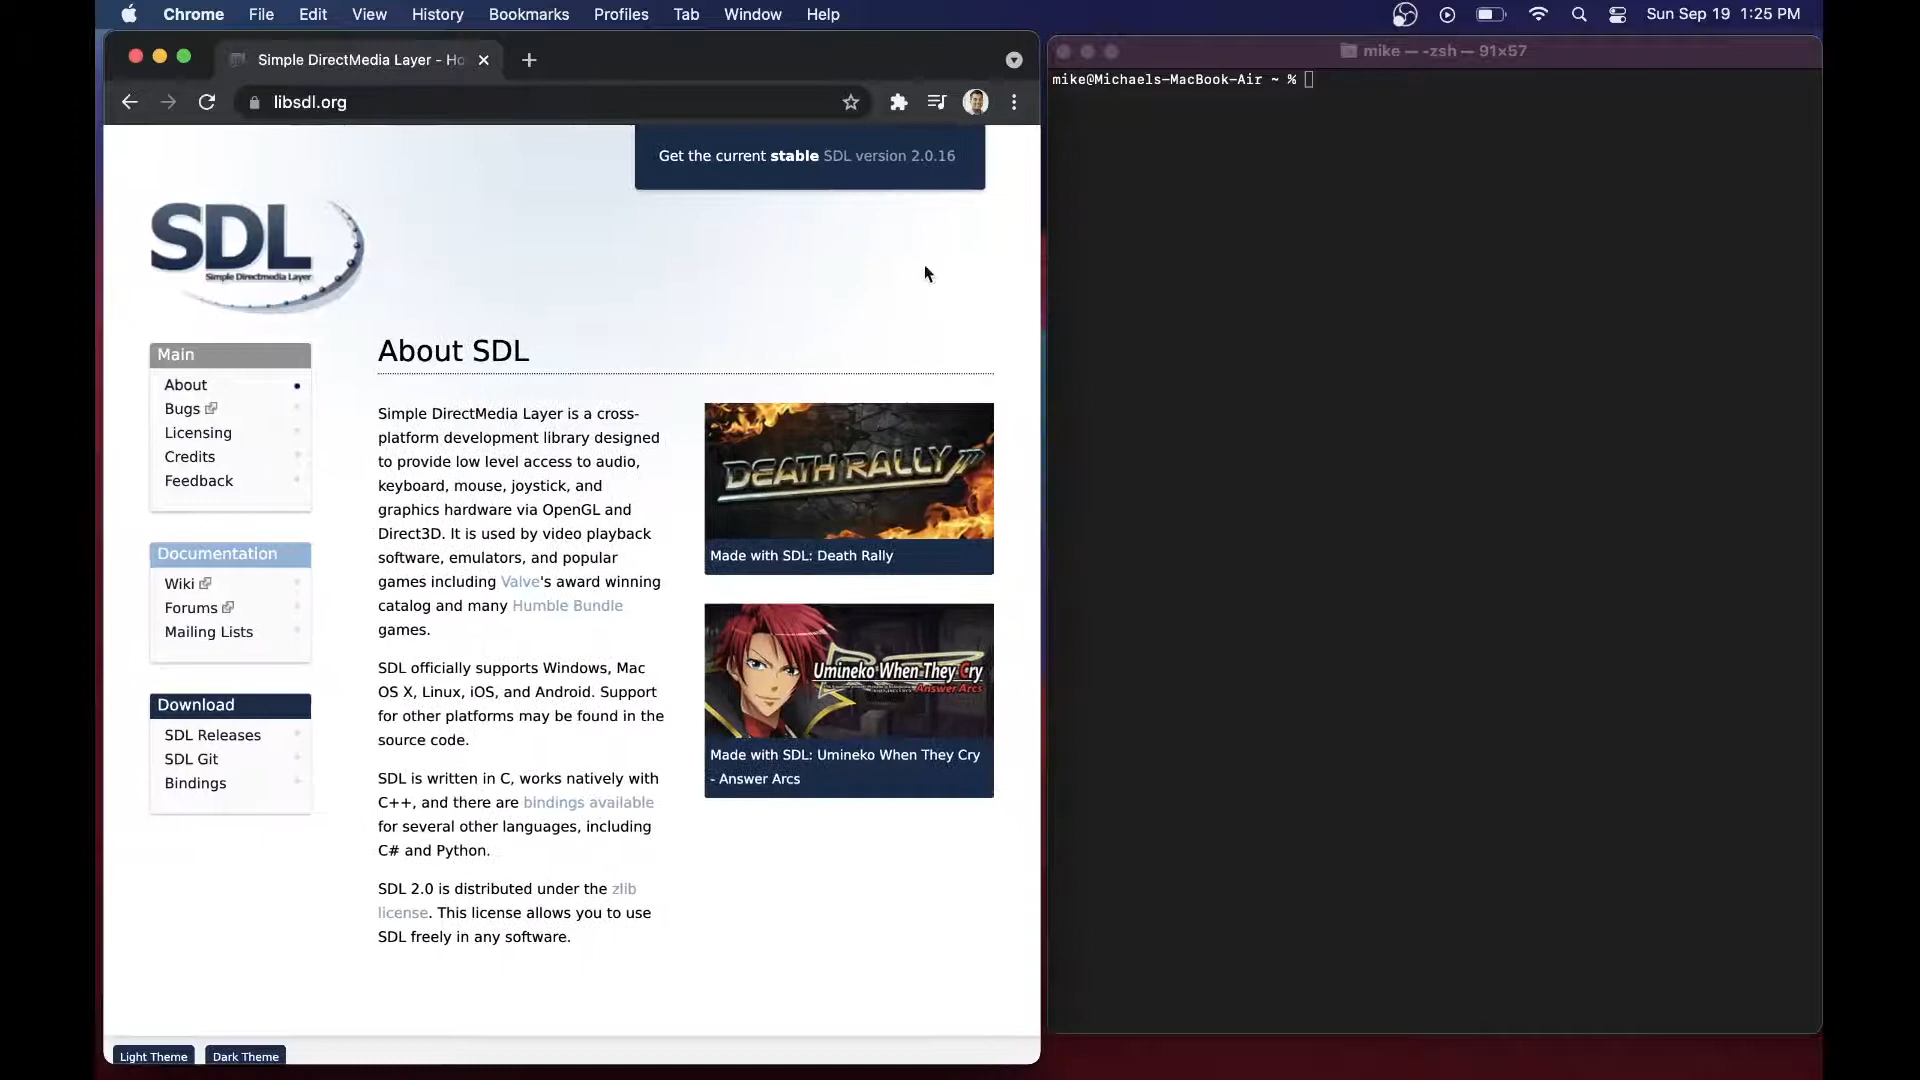 Chrome File Edit View History Bookmarks Profiles Tab Window Help Sun Sep 19 1:25 PM
Simple DirectMedia Layer - Ho
libsdl.org
Get the current stable SDL version 2.0.16
SDL
Simple Directmedia Layer
Main
About
Bugs
Licensing
Credits
Feedback
Documentation
Wiki
Forums
Mailing Lists
Download
SDL Releases
SDL Git
Bindings
About SDL
Simple DirectMedia Layer is a cross-
platform development library designed
to provide low level access to audio,
keyboard, mouse, joystick, and
graphics hardware via OpenGL and
Direct3D. It is used by video playback
software, emulators, and popular
games including Valve's award winning
catalog and many Humble Bundle
games.
SDL officially supports Windows, Mac
OS X, Linux, iOS, and Android. Support
for other platforms may be found in the
source code.
SDL is written in C, works natively with
C++, and there are bindings available
for several other languages, including
C# and Python.
SDL 2.0 is distributed under the zlib
license. This license allows you to use
SDL freely in any software.
DEATH RALLY
Made with SDL: Death Rally
Umineko When They Cry
Answer Arcs
Made with SDL: Umineko When They Cry
- Answer Arcs
Light Theme Dark Theme
mike — -zsh — 91×57
mike@Michaels-MacBook-Air ~ %